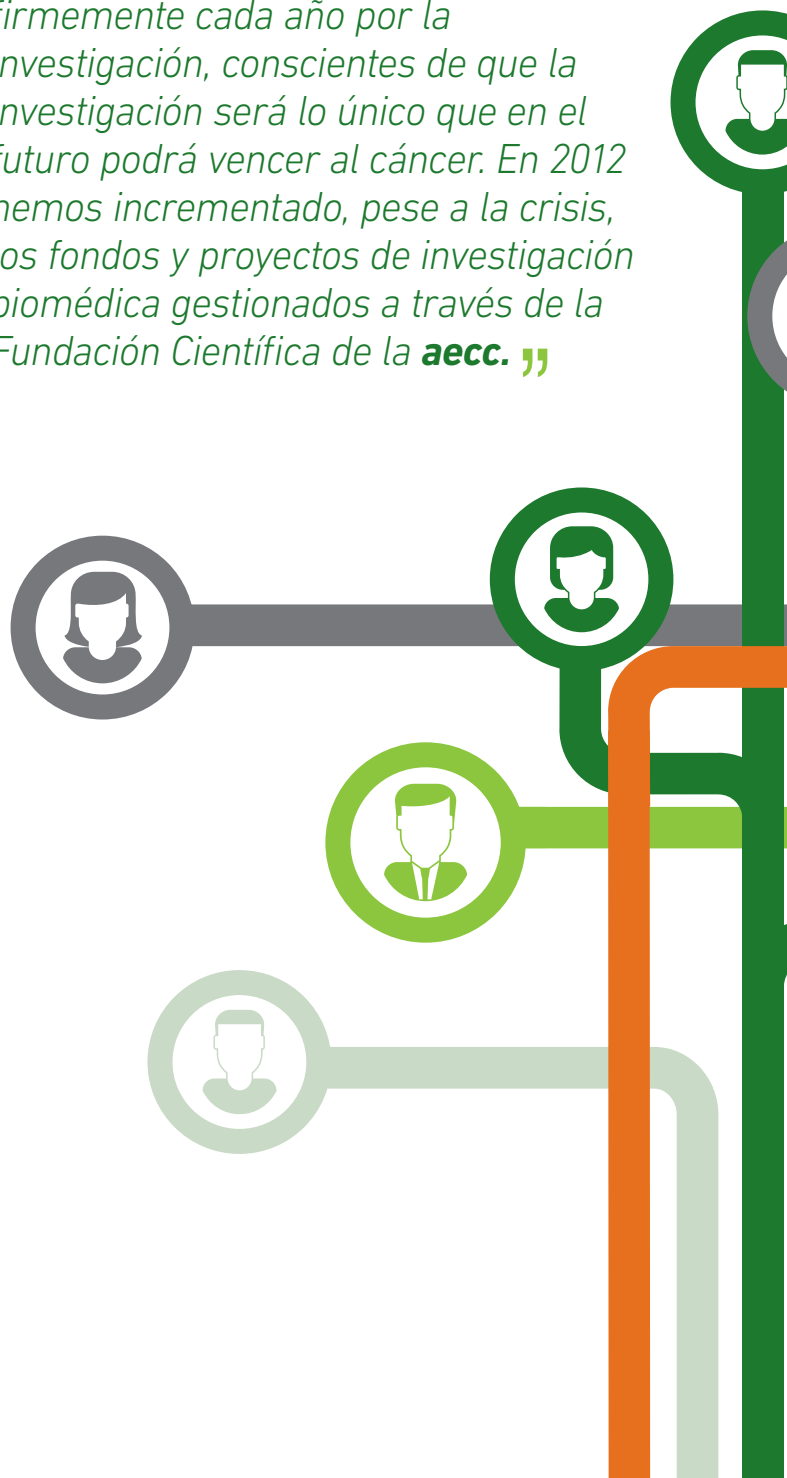 firmemente cada año por la
investigación, conscientes de que la
investigación será lo único que en el
futuro podrá vencer al cáncer. En 2012
hemos incrementado, pese a la crisis,
los fondos y proyectos de investigación
biomédica gestionados a través de la
Fundación Científica de la aecc. ”